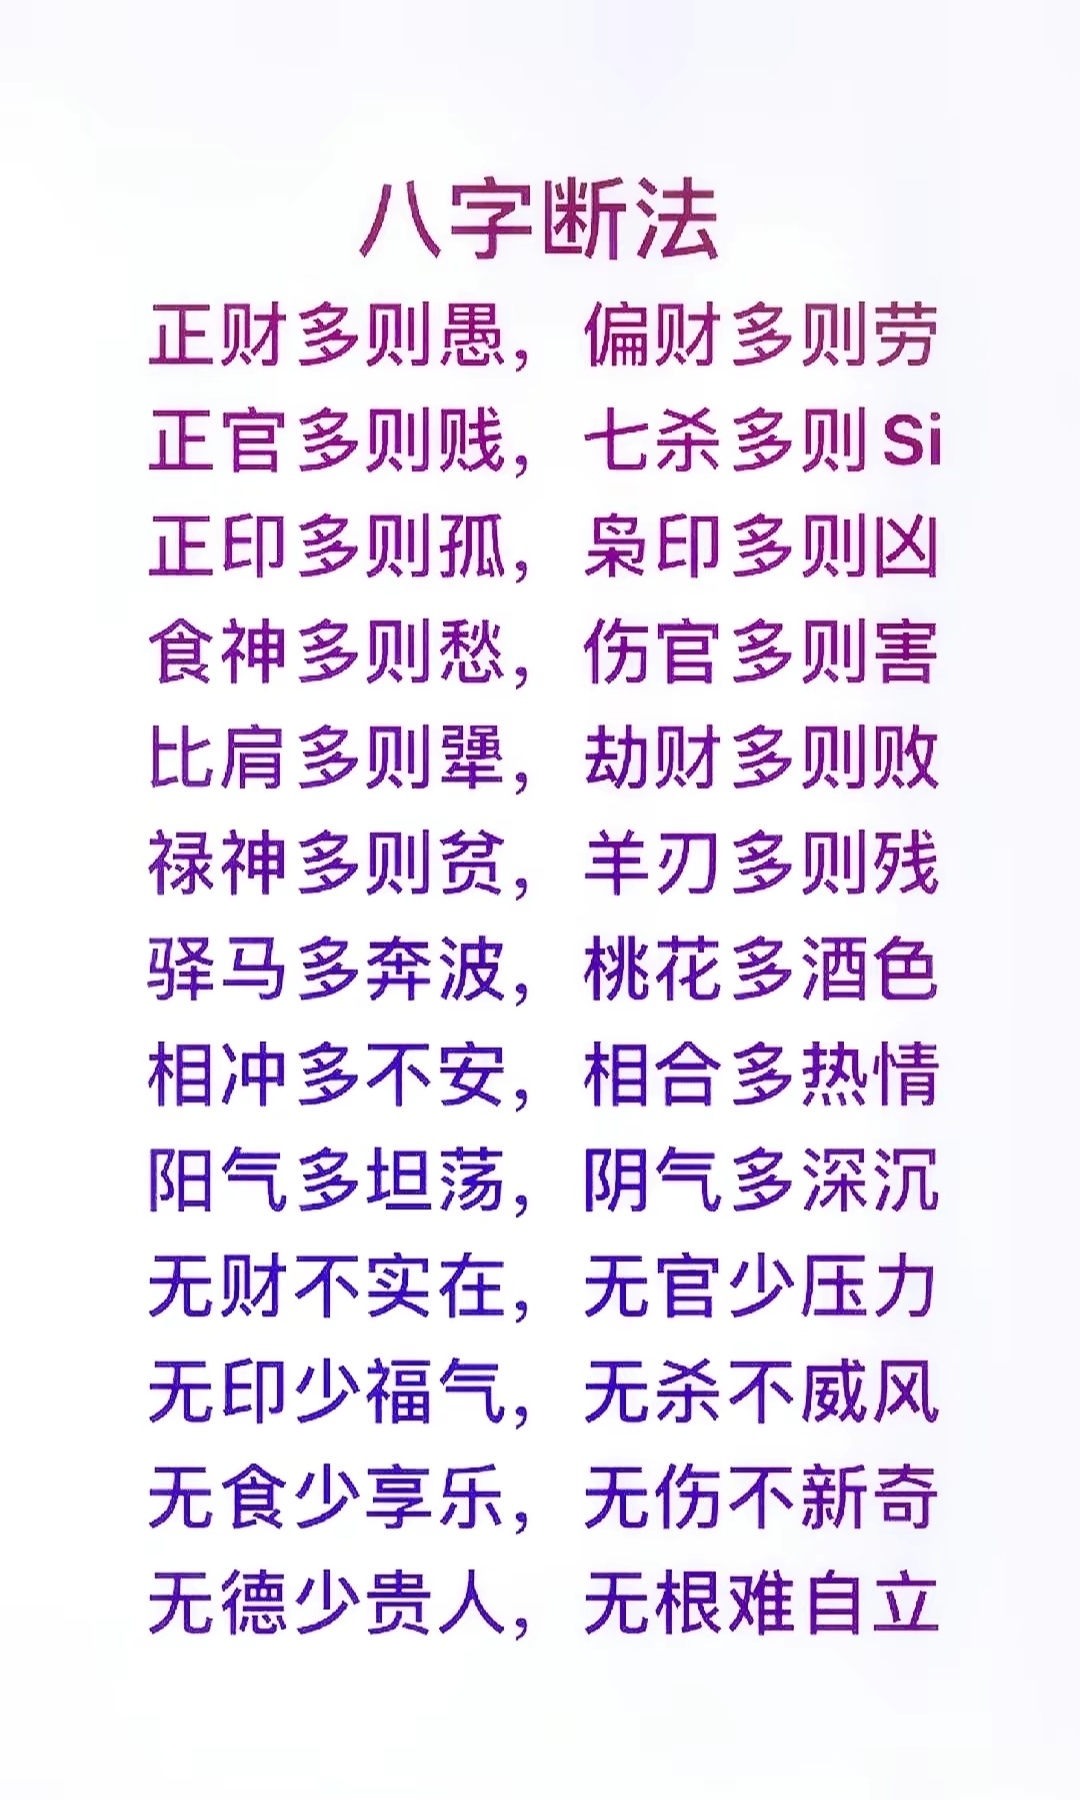 八字断法
正财多则愚，偏财多则劳
正官多则贱，七杀多则Si
正印多则孤，枭印多则凶
食神多则愁，伤官多则害
比肩多则犟，劫财多则败
禄神多则贫，羊刃多则残
驿马多奔波，桃花多酒色
相冲多不安，相合多热情
阳气多坦荡，阴气多深沉
无财不实在，无官少压力
无印少福气，无杀不威风
无食少享乐，无伤不新奇
无德少贵人，无根难自立